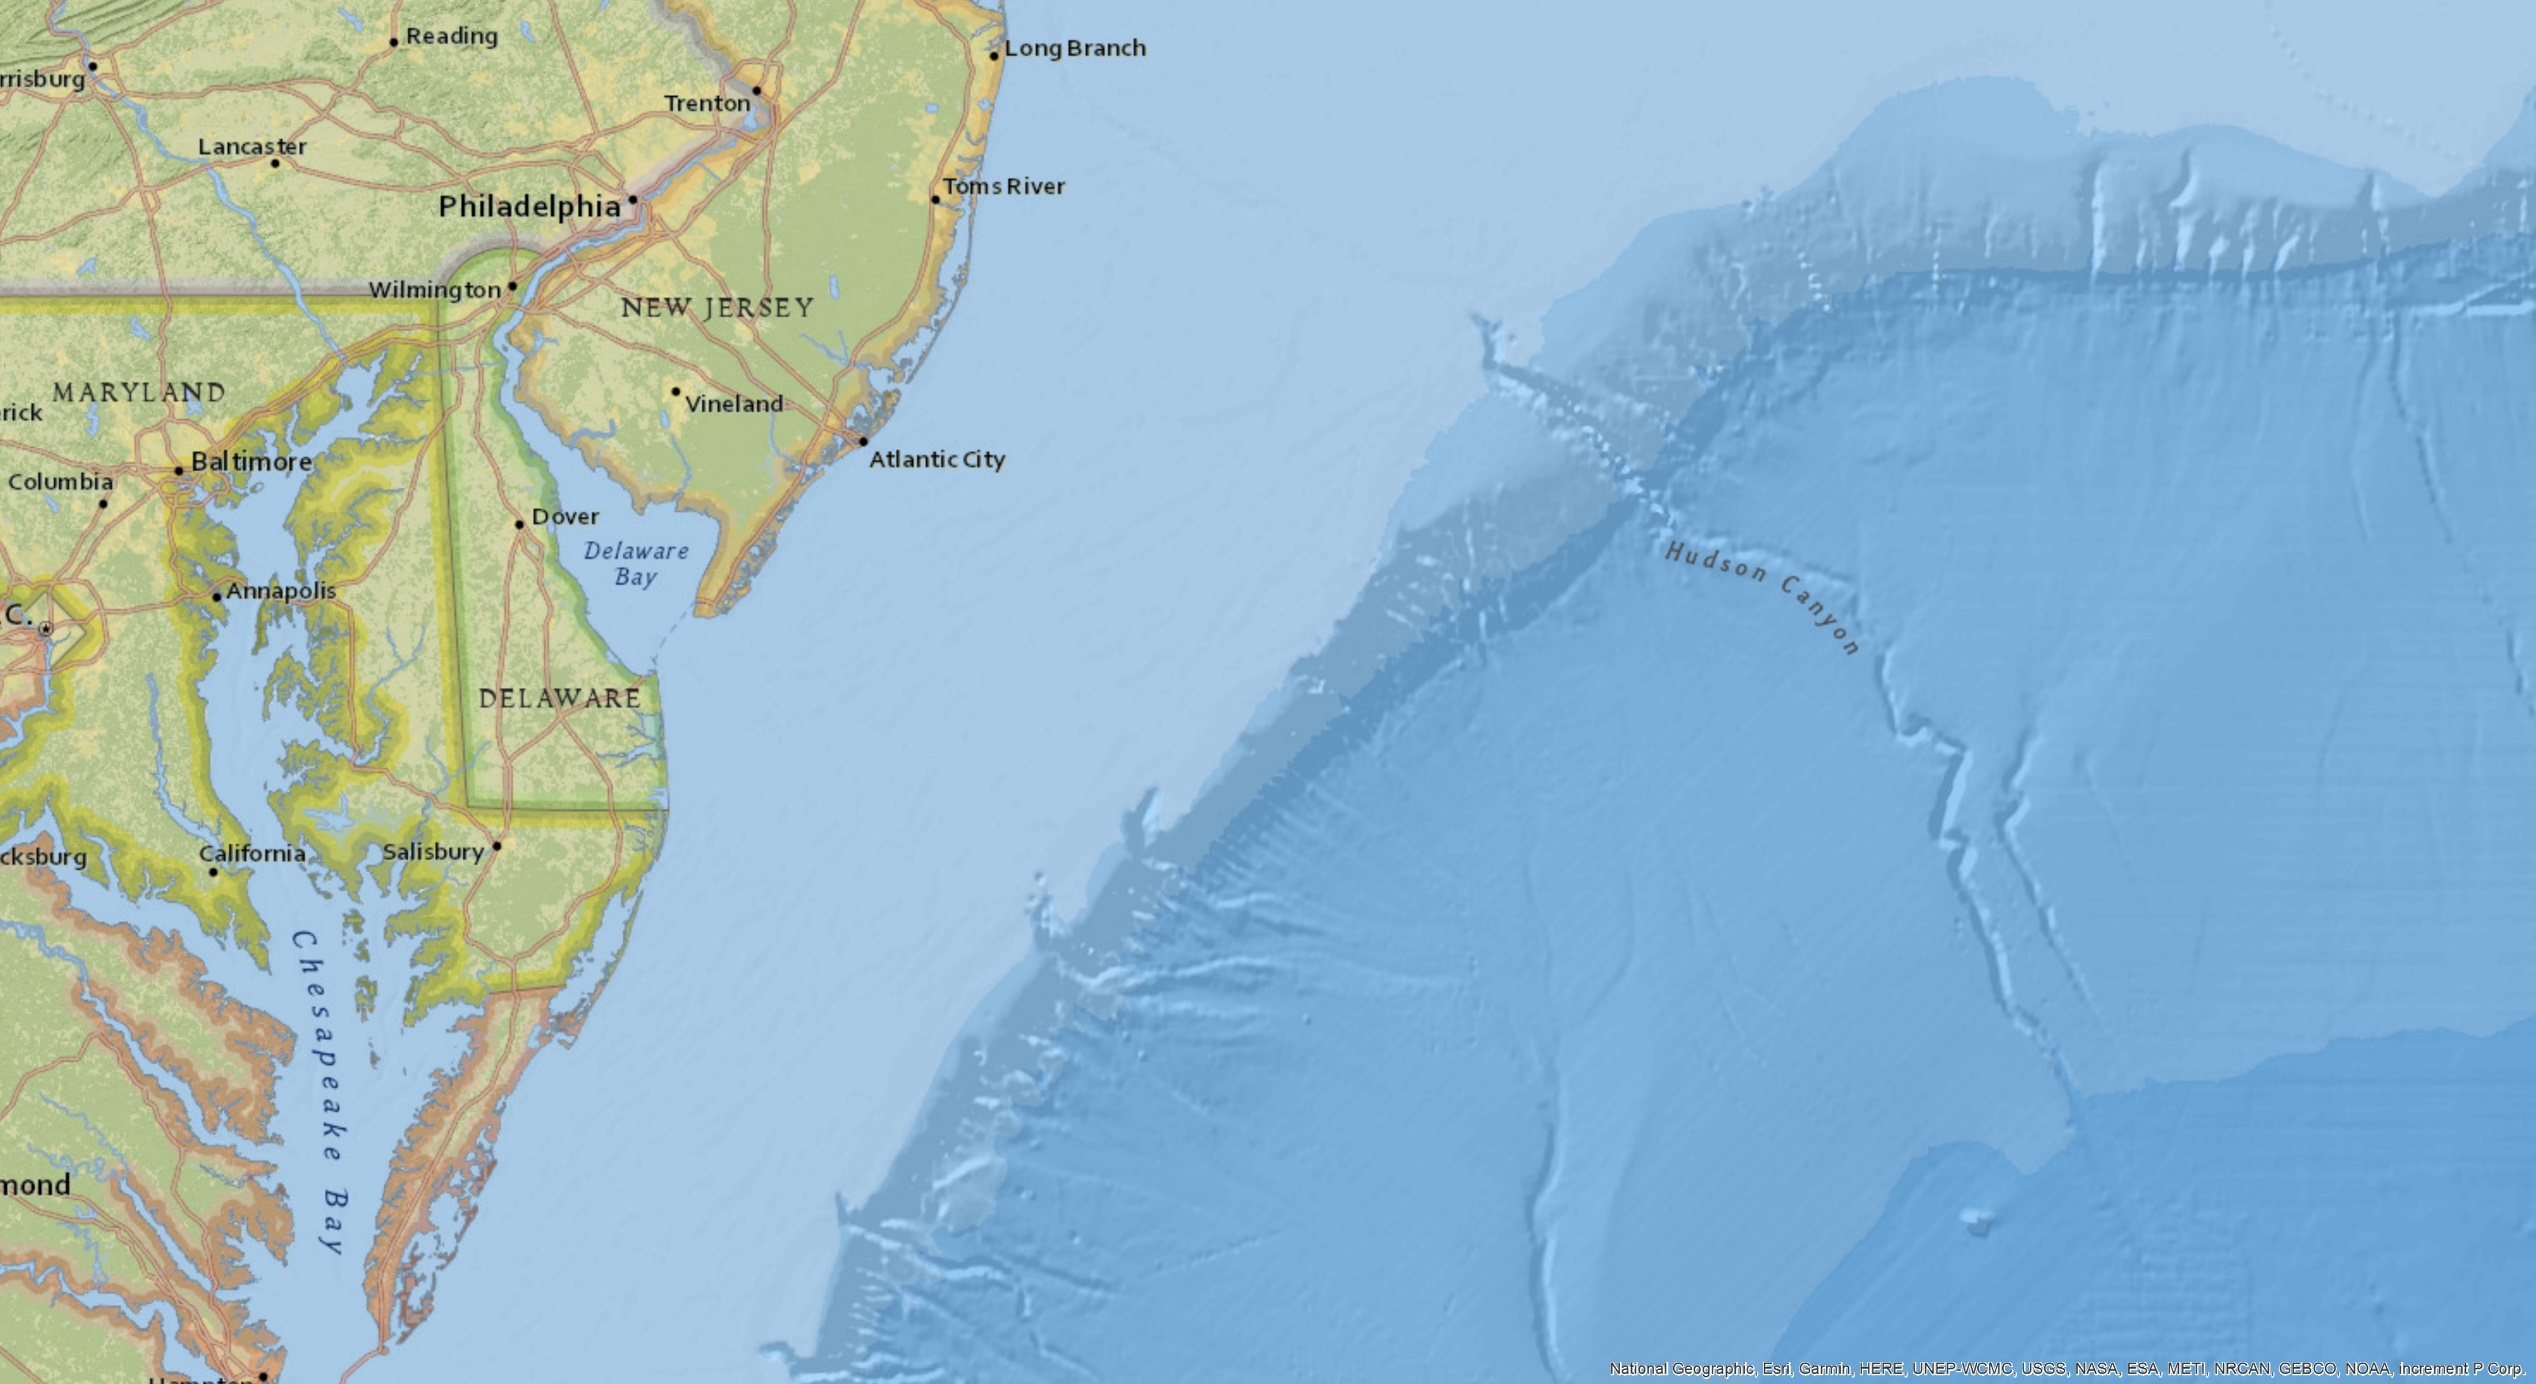 Reading
Long Branch
rrisburg
Trenton
Lancaster
Toms River
Philadelphia
Wilmington
NEW JERSEY
MARYLAND
rick
Vineland
Baltimore
Atlantic City
Columbia
Dover
Delaware
Bay
Hudson Canyon
Annapolis
C.
DELAWARE
cksburg
California
Salisbury
Chesapeake Bay
mond
Hampton
National Geographic, Esri, Garmin, HERE, UNEP-WCMC, USGS, NASA, ESA, METI, NRCAN, GEBCO, NOAA, increment P Corp.